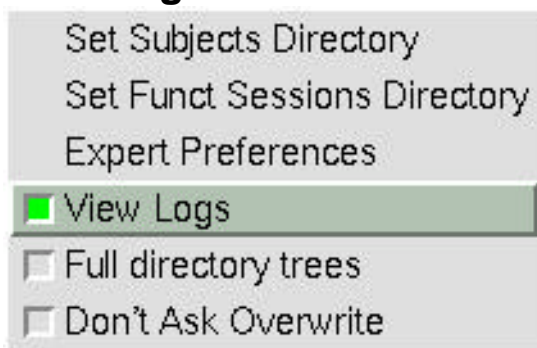 Set Subjects Directory
Set Funct Sessions Directory
Expert Preferences
View Logs
Full directory trees
Don't Ask Overwrite